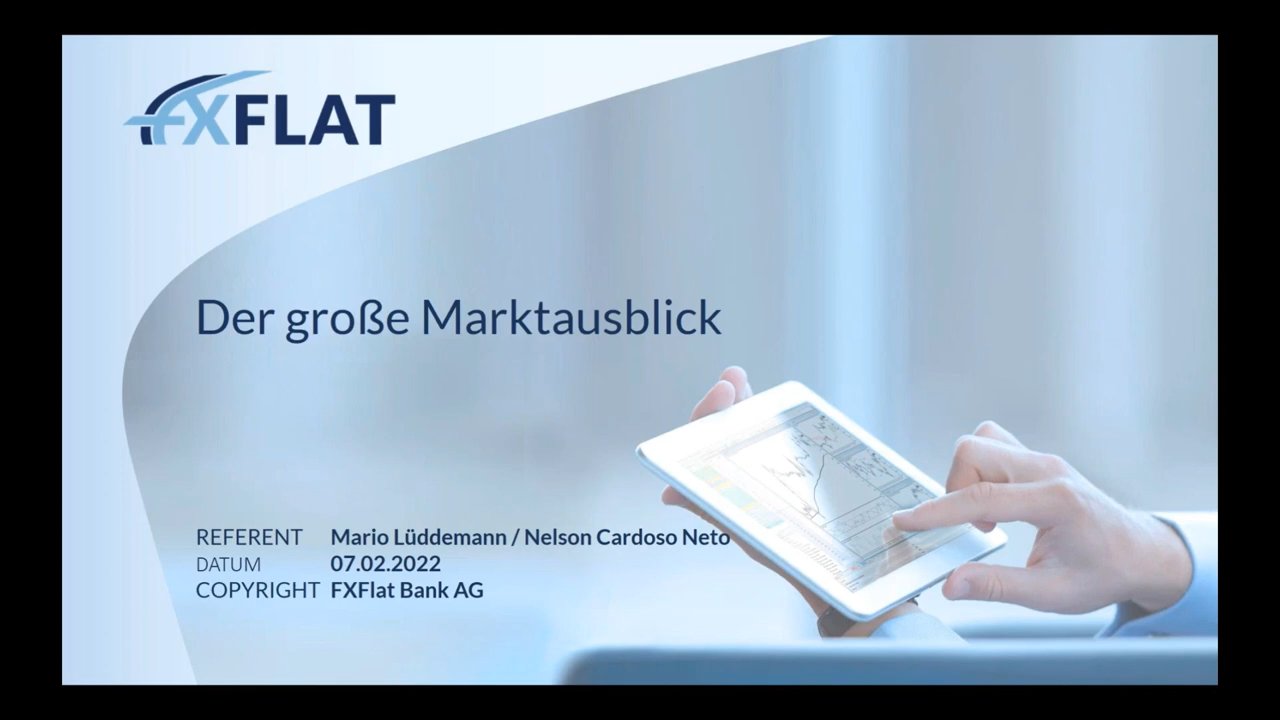 FXFLAT
Der große Marktausblick
REFERENT Mario Lüddemann / Nelson Cardoso Neto
DATUM 07.02.2022
COPYRIGHT FXFlat Bank AG